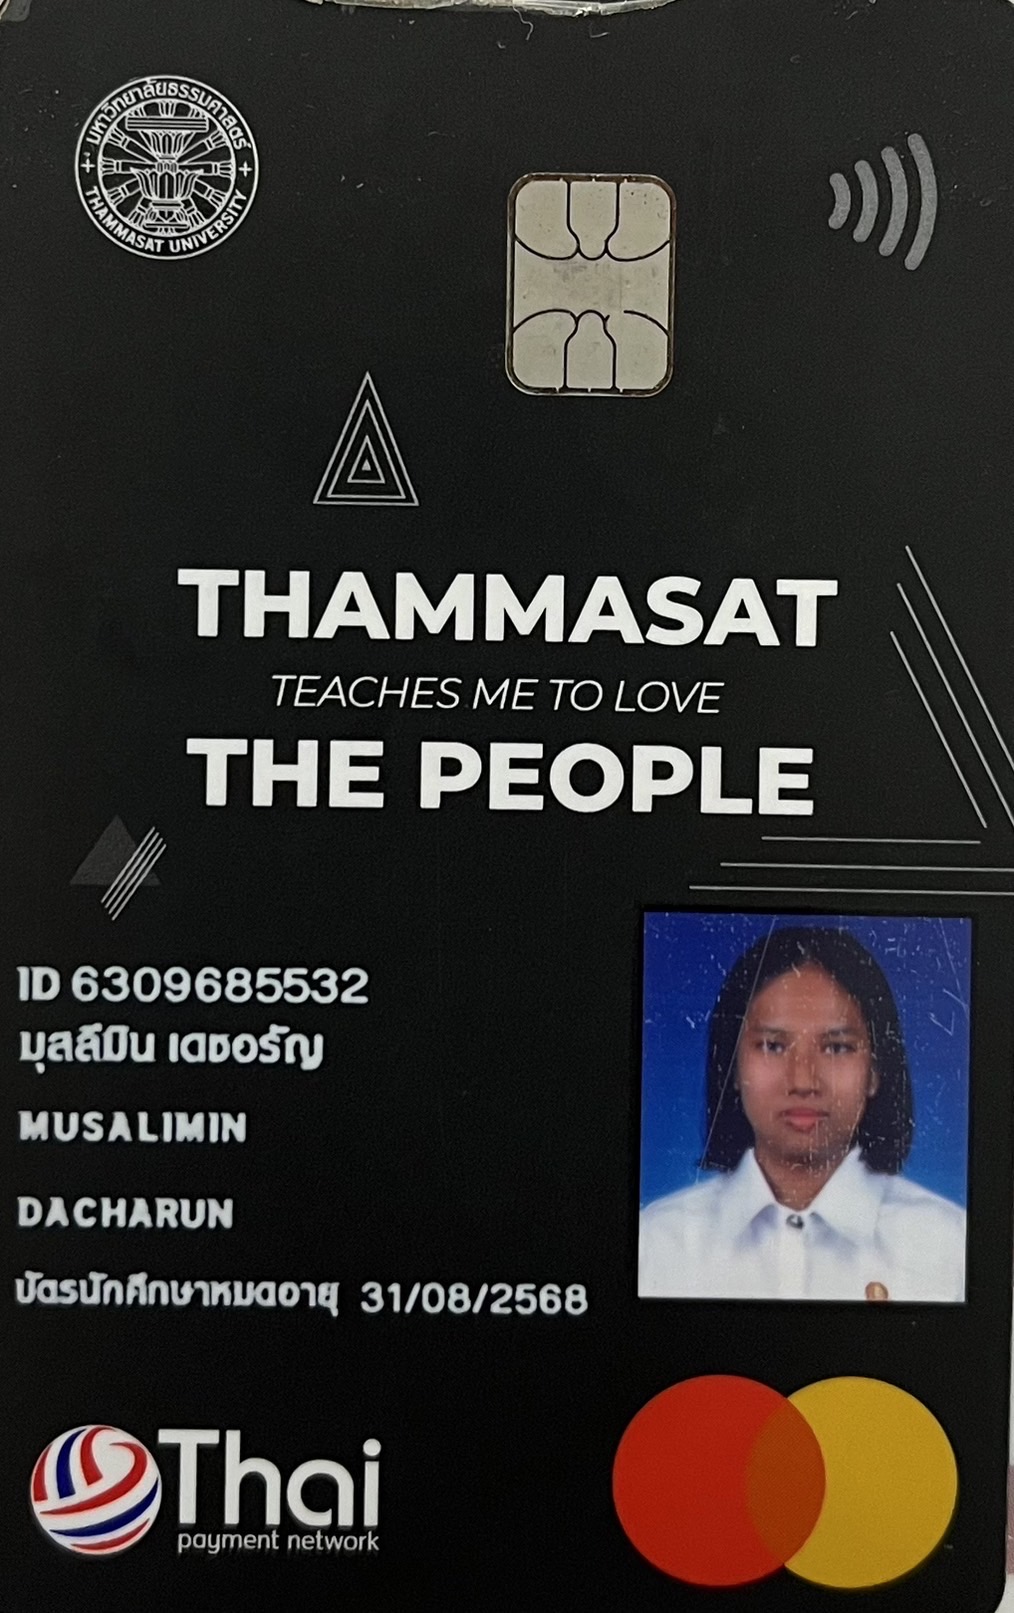 มหาวิทยาลัยธรรมศาสตร์
THAMMASAT UNIVERSITY
THAMMASAT
TEACHES ME TO LOVE
THE PEOPLE
ID 6309685532
มุสลีมิน เดชอรัญ
MUSALIMIN
DACHARUN
บัตรนักศึกษาหมดอายุ 31/08/2568
Thai
payment network